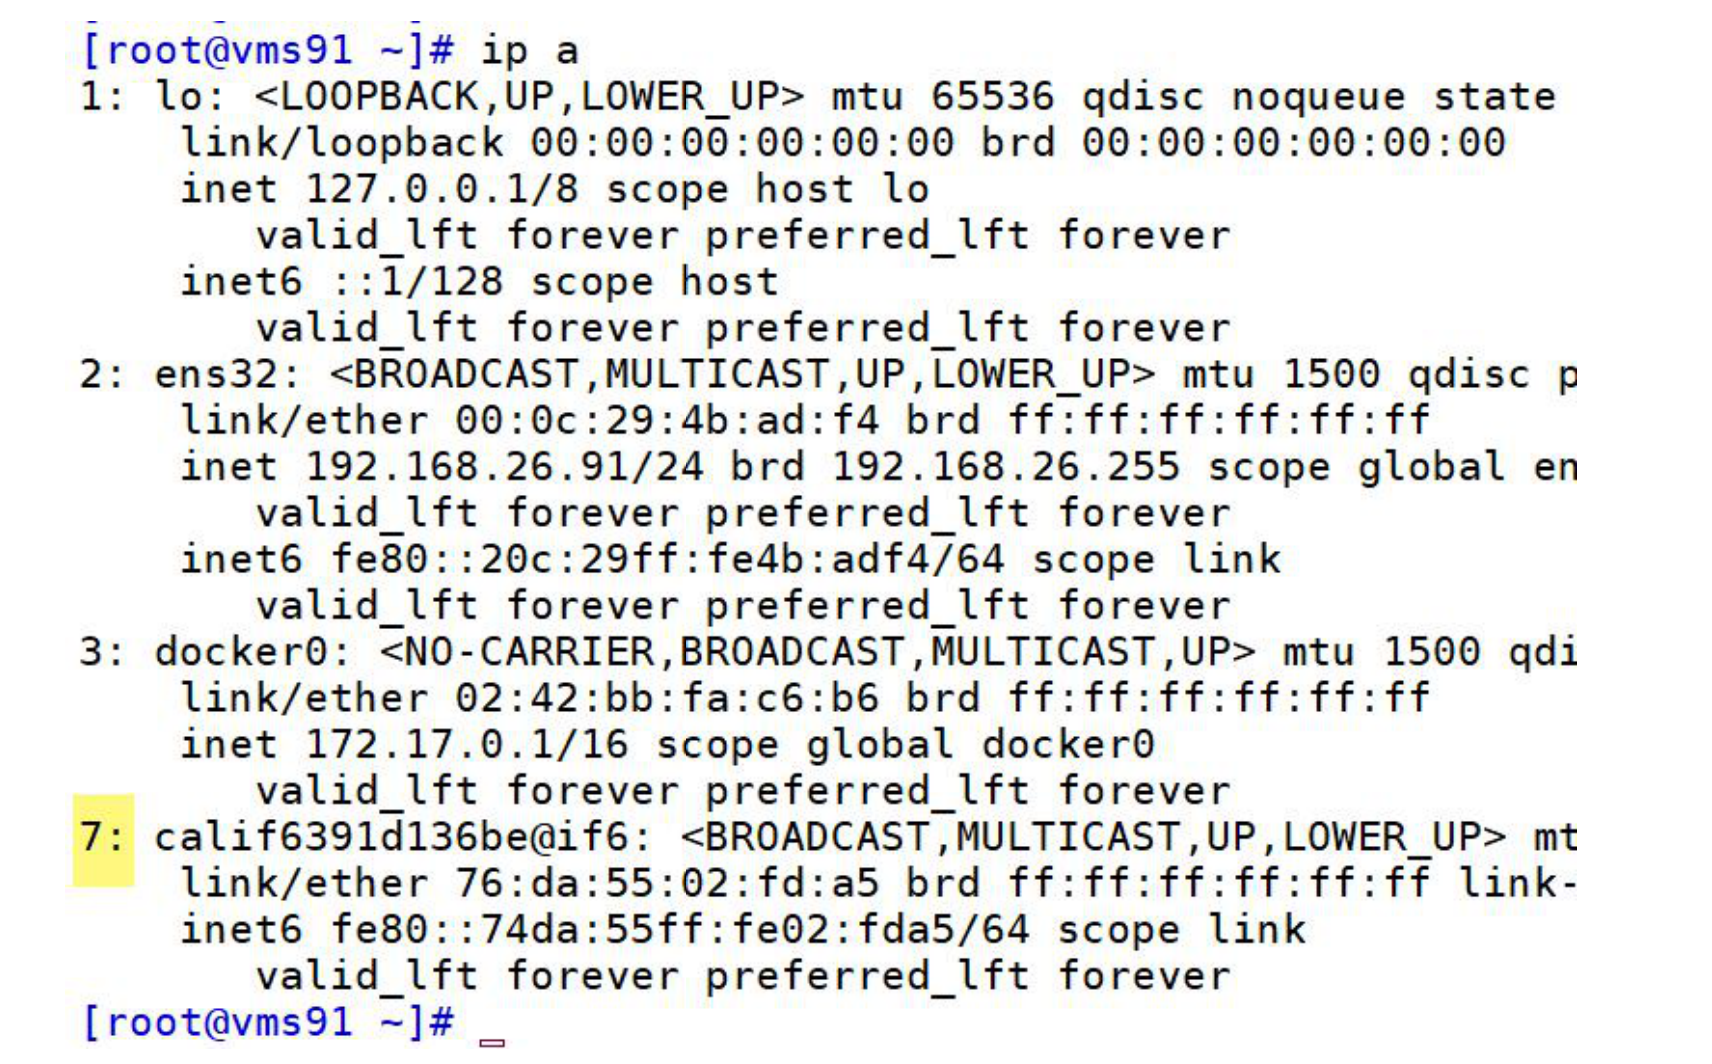 [root@vms91 ~]# ip a
1: lo: <LOOPBACK,UP,LOWER_UP> mtu 65536 qdisc noqueue state
link/loopback 00:00:00:00:00:00 brd 00:00:00:00:00:00
inet 127.0.0.1/8 scope host lo
valid_lft forever preferred_lft forever
inet6 ::1/128 scope host
valid_lft forever preferred_lft forever
2: ens32: <BROADCAST,MULTICAST,UP,LOWER_UP> mtu 1500 qdisc p
link/ether 00:0c:29:4b:ad:f4 brd ff:ff:ff:ff:ff:ff
inet 192.168.26.91/24 brd 192.168.26.255 scope global en
valid_lft forever preferred_lft forever
inet6 fe80::20c:29ff:fe4b:adf4/64 scope link
valid_lft forever preferred_lft forever
3: docker0: <NO-CARRIER,BROADCAST,MULTICAST,UP> mtu 1500 qdi
link/ether 02:42:bb:fa:c6:b6 brd ff:ff:ff:ff:ff:ff
inet 172.17.0.1/16 scope global docker0
valid_lft forever preferred_lft forever
7: calif6391d136be@if6: <BROADCAST,MULTICAST,UP,LOWER_UP> mt
link/ether 76:da:55:02:fd:a5 brd ff:ff:ff:ff:ff:ff link-
inet6 fe80::74da:55ff:fe02:fda5/64 scope link
valid_lft forever preferred_lft forever
[root@vms91 ~]#